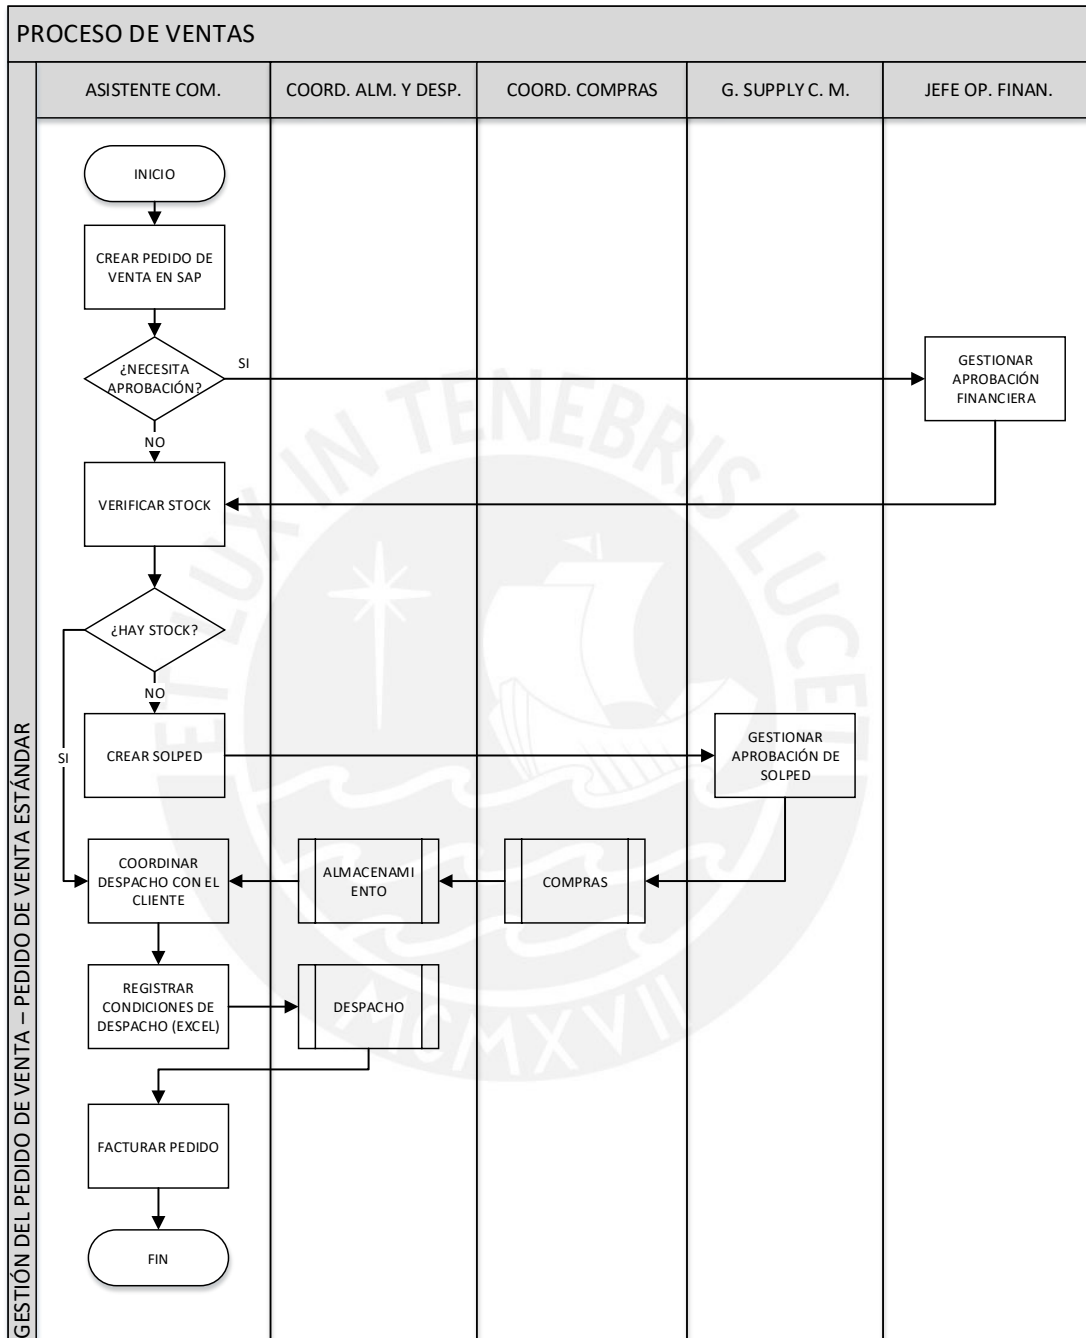 PROCESO DE VENTAS
ASISTENTE COM.
COORD. ALM. Y DESP.
COORD. COMPRAS
G. SUPPLY C. M.
JEFE OP. FINAN.
GESTIÓN DEL PEDIDO DE VENTA – PEDIDO DE VENTA ESTÁNDAR
INICIO
CREAR PEDIDO DE
VENTA EN SAP
¿NECESITA
APROBACIÓN?
SI
GESTIONAR
APROBACIÓN
FINANCIERA
NO
VERIFICAR STOCK
¿HAY STOCK?
NO
SI
CREAR SOLPED
GESTIONAR
APROBACIÓN DE
SOLPED
COORDINAR
DESPACHO CON EL
CLIENTE
ALMACENAMI
ENTO
COMPRAS
REGISTRAR
CONDICIONES DE
DESPACHO (EXCEL)
DESPACHO
FACTURAR PEDIDO
FIN
ET LUX IN TENEBRIS LUCET
MCMXVII